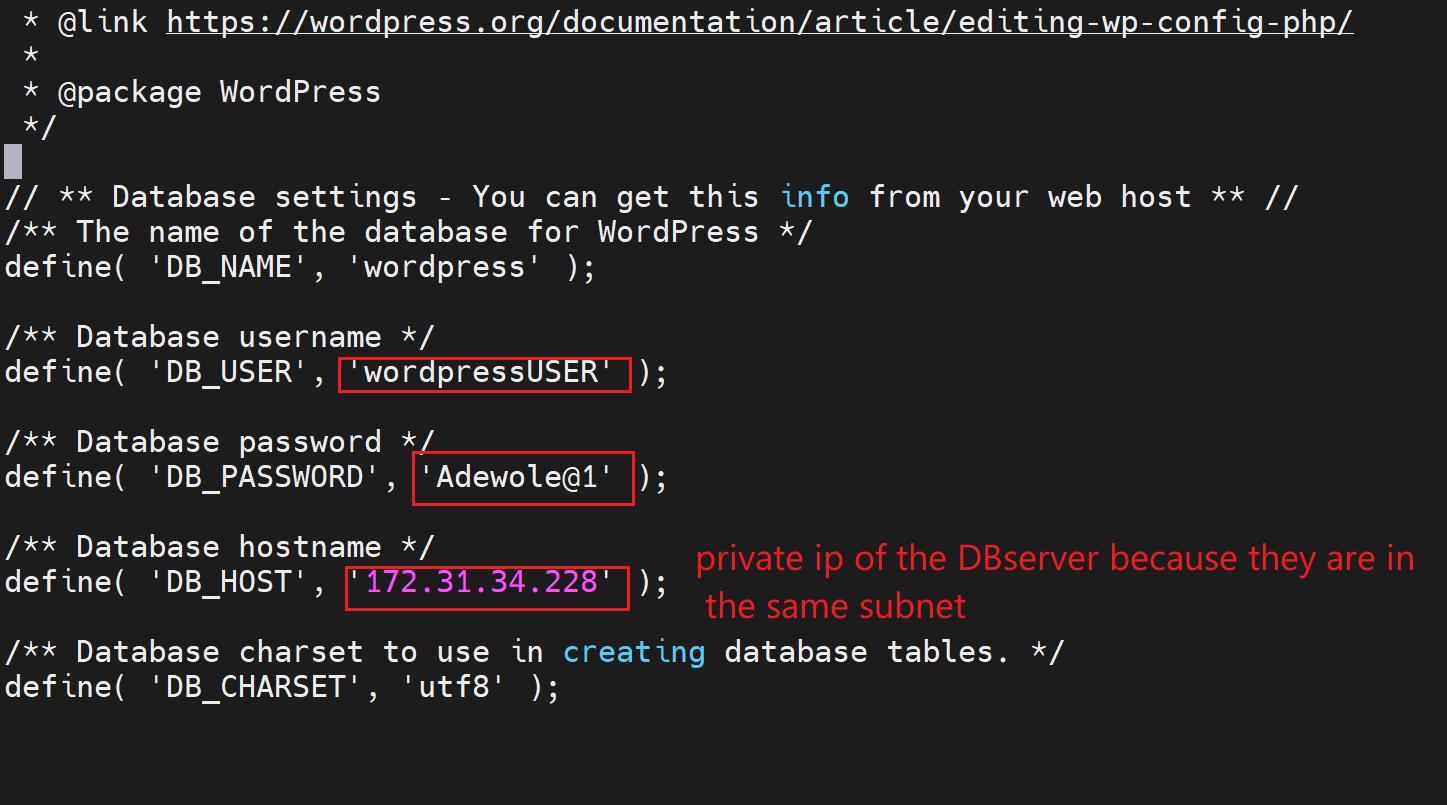 * @link https://wordpress.org/documentation/article/editing-wp-config-php/
*
* @package WordPress
*/
// ** Database settings - You can get this info from your web host ** //
/** The name of the database for WordPress */
define( 'DB_NAME', 'wordpress' );
/** Database username */
define( 'DB_USER', 'wordpressUSER' );
/** Database password */
define( 'DB_PASSWORD', 'Adewole@1' );
/** Database hostname */
define( 'DB_HOST', '172.31.34.228' );
private ip of the DBserver because they are in
the same subnet
/** Database charset to use in creating database tables. */
define( 'DB_CHARSET', 'utf8' );